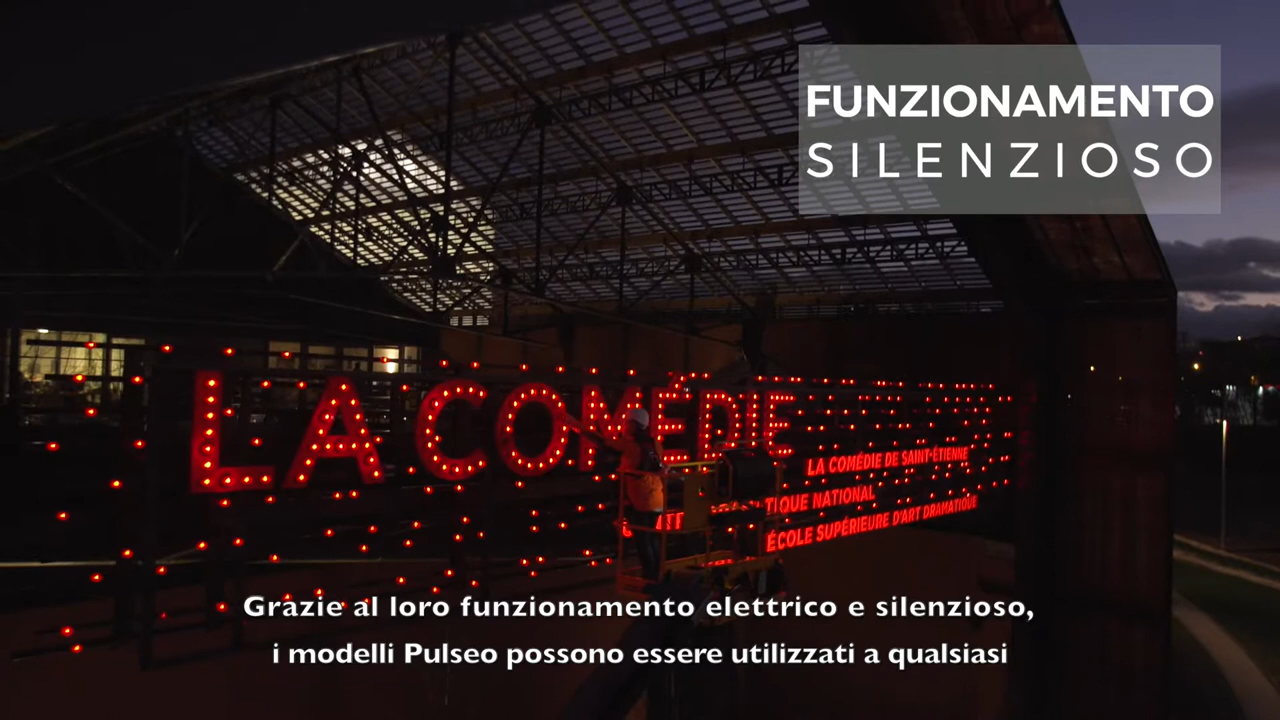 FUNZIONAMENTO
SILENZIOSO
LA COMÉDIE
LA COMÉDIE DE SAINT-ÉTIENNE
TIQUE NATIONAL
ÉCOLE SUPÉRIEURE D'ART DRAMATIQUE
Grazie al loro funzionamento elettrico e silenzioso,
i modelli Pulseo possono essere utilizzati a qualsiasi